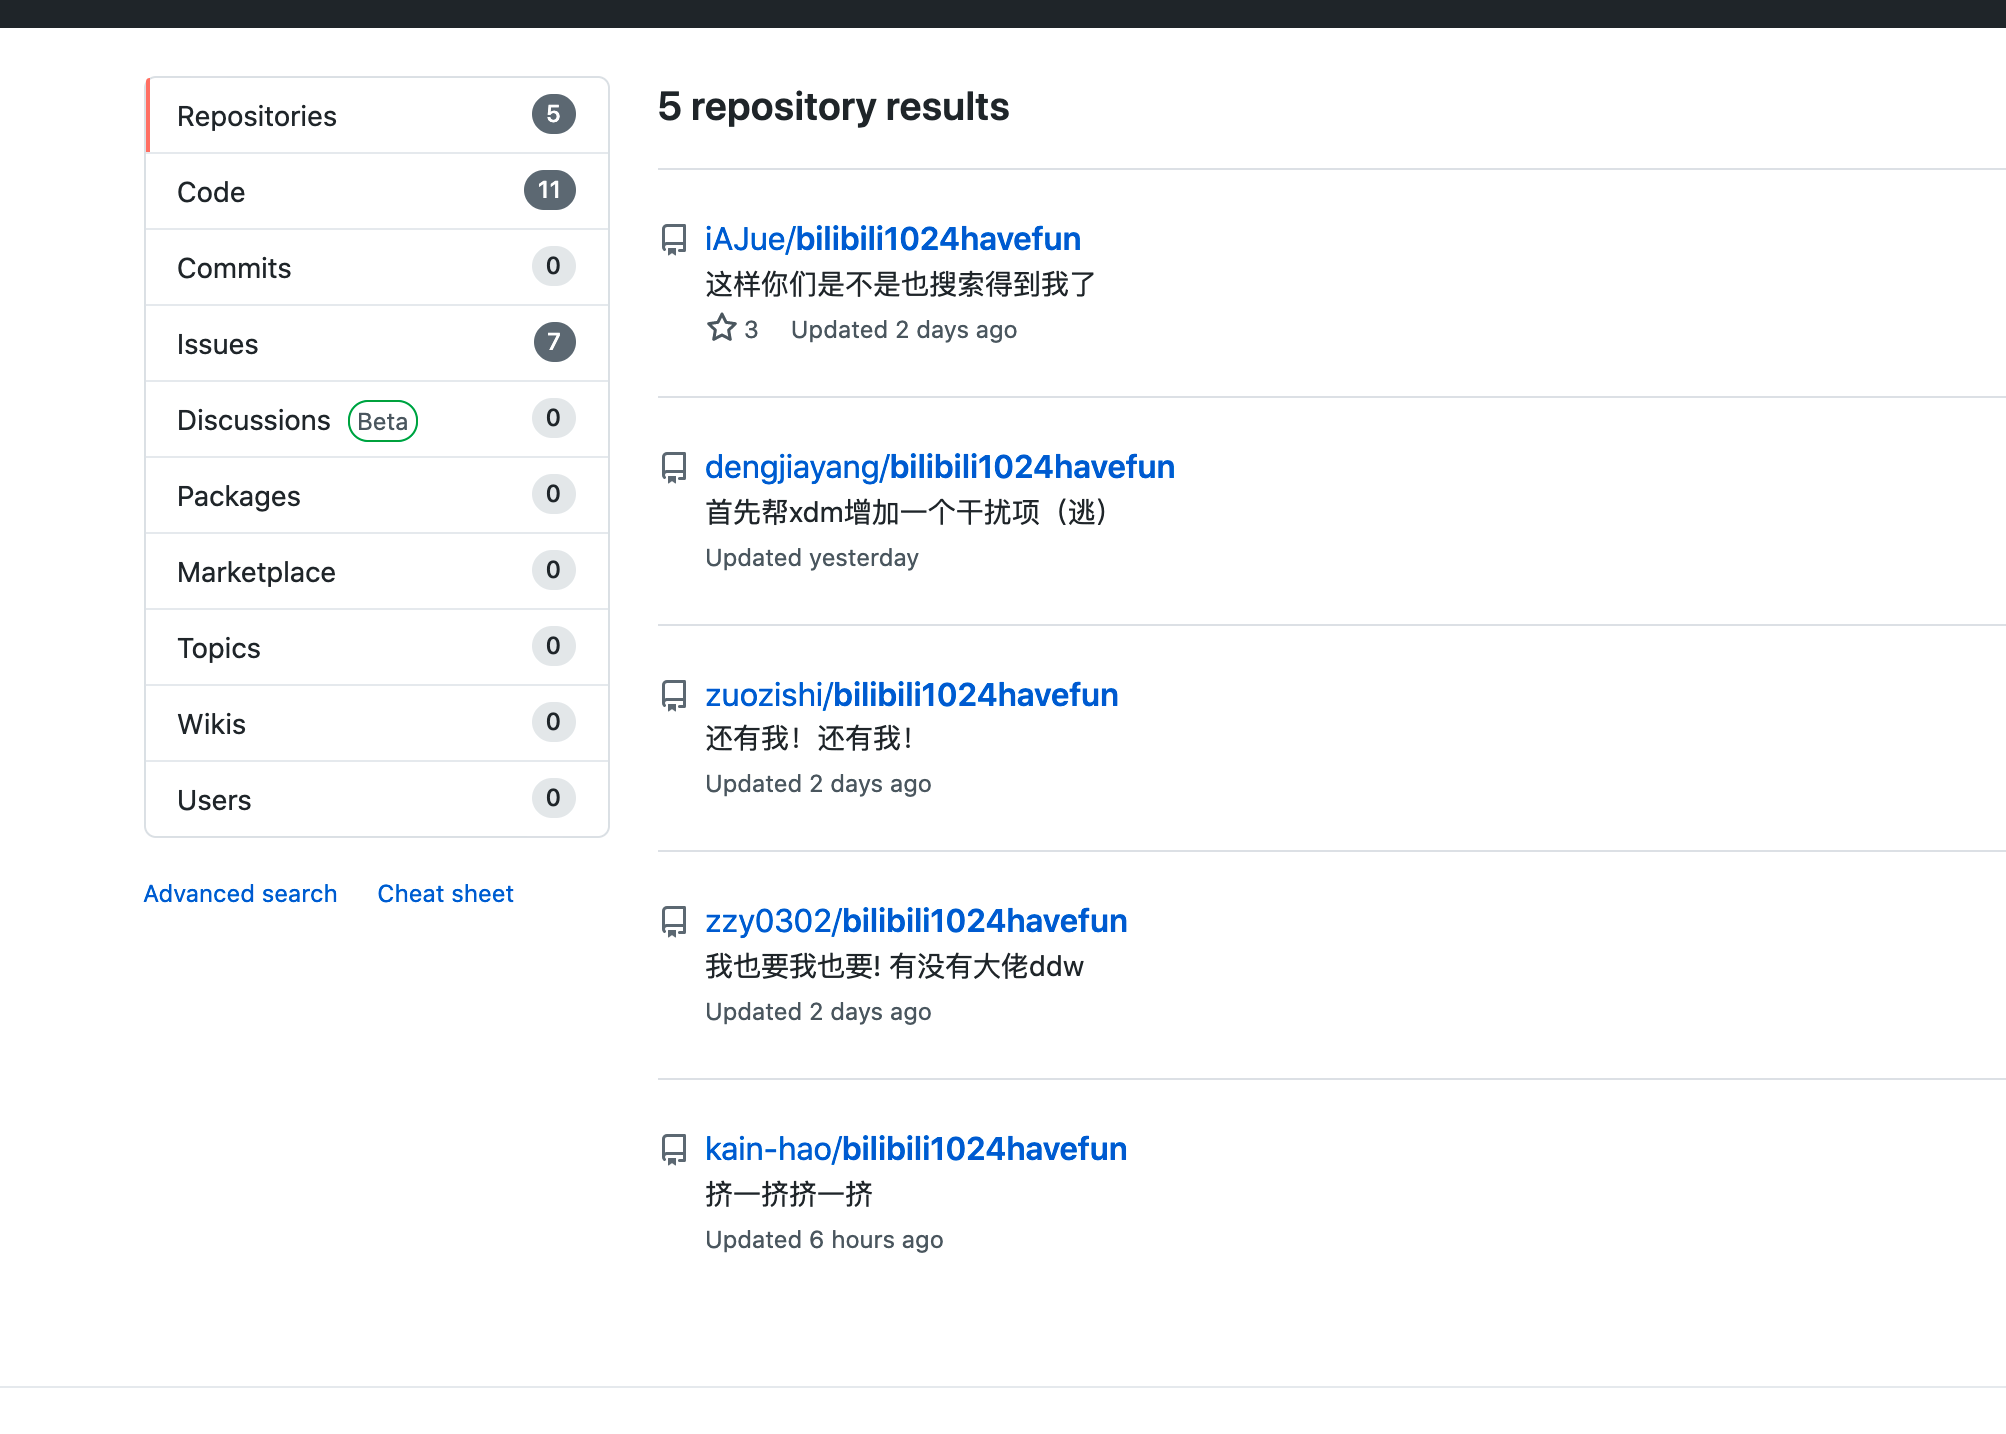 Repositories 5
Code 11
Commits 0
Issues 7
Discussions Beta 0
Packages 0
Marketplace 0
Topics 0
Wikis 0
Users 0
Advanced search Cheat sheet
5 repository results
iAJue/bilibili1024havefun
这样你们是不是也搜索得到我了
3 Updated 2 days ago
dengjiayang/bilibili1024havefun
首先帮xdm增加一个干扰项（逃）
Updated yesterday
zuozishi/bilibili1024havefun
还有我！还有我！
Updated 2 days ago
zzy0302/bilibili1024havefun
我也要我也要! 有没有大佬ddw
Updated 2 days ago
kain-hao/bilibili1024havefun
挤一挤挤一挤
Updated 6 hours ago